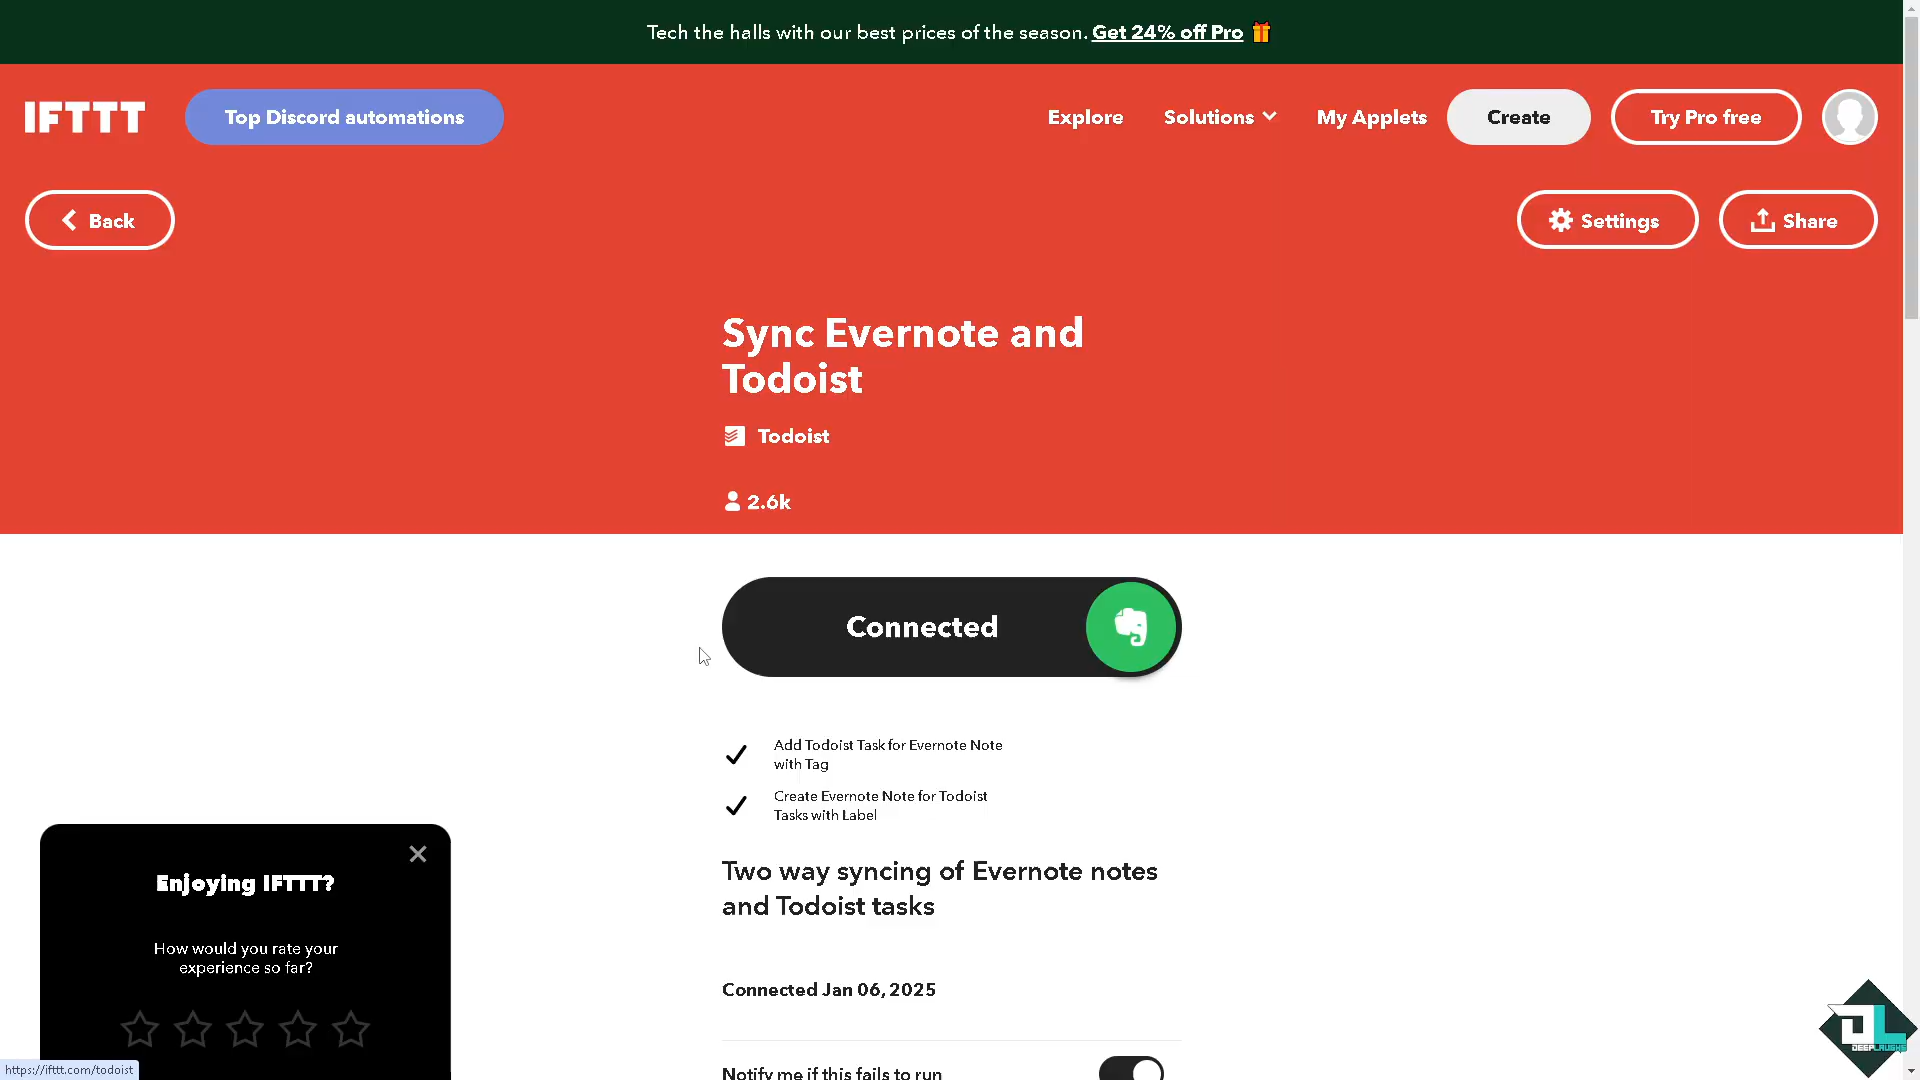 Tech the halls with our best prices of the season. Get 24% off Pro
IFTTT
Top Discord automations
Explore
Solutions
My Applets
Create
Try Pro free
Back
Settings
Share
Sync Evernote and
Todoist
Todoist
2.6k
Connected
Add Todoist Task for Evernote Note
with Tag
Create Evernote Note for Todoist
Tasks with Label
Two way syncing of Evernote notes
and Todoist tasks
Connected Jan 06, 2025
Notify me if this fails to run
Enjoying IFTTT?
How would you rate your
experience so far?
https://ifttt.com/todoist
DL
DEEPLAUGHS